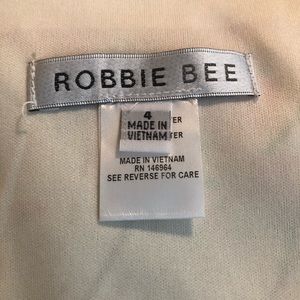 ROBBIE BEE
4
MADE IN
VIETNAM
MADE IN VIETNAM
RN 146964
SEE REVERSE FOR CARE